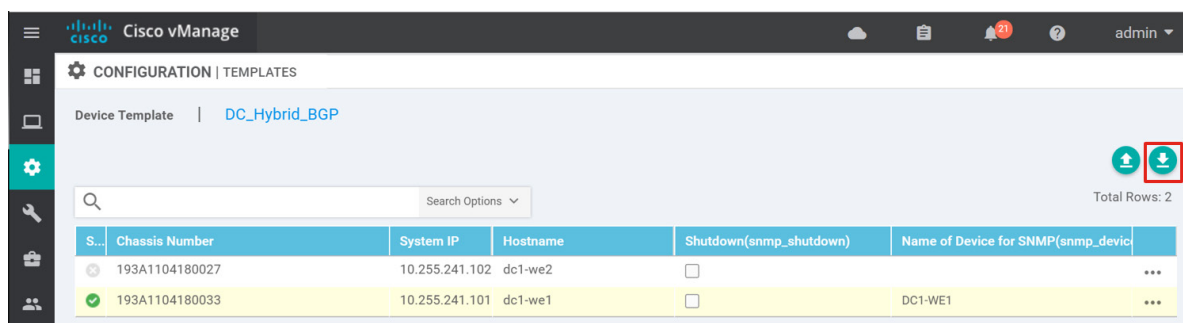 CISCO Cisco vManage 21 admin
CONFIGURATION | TEMPLATES
Device Template | DC_Hybrid_BGP
Search Options Total Rows: 2
S... Chassis Number System IP Hostname Shutdown(snmp_shutdown) Name of Device for SNMP(snmp_device
193A1104180027 10.255.241.102 dc1-we2
193A1104180033 10.255.241.101 dc1-we1 DC1-WE1